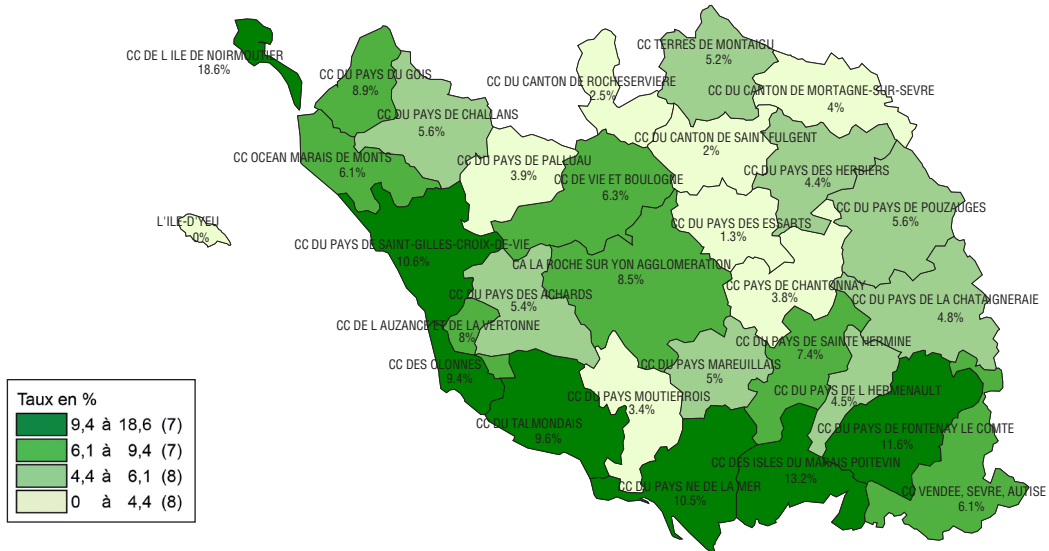 CC DE L ILE DE NOIRMOUTIER
18.6%
CC DU PAYS DU GOIS
8.9%
CC TERRES DE MONTAIGU
5.2%
CC DU CANTON DE ROCHESERVIERE
2.5%
CC DU CANTON DE MORTAGNE-SUR-SEVRE
4%
CC DU PAYS DE CHALLANS
5.6%
CC DU CANTON DE SAINT FULGENT
2%
CC OCEAN MARAIS DE MONTS
6.1%
CC DU PAYS DE PALLUAU
3.9%
CC DE VIE ET BOULOGNE
6.3%
CC DU PAYS DES HERBIERS
4.4%
CC DU PAYS DE POUZAUGES
5.6%
L'ILE-D'YEU
0%
CC DU PAYS DES ESSARTS
1.3%
CC DU PAYS DE SAINT-GILLES-CROIX-DE-VIE
10.6%
CA LA ROCHE SUR YON AGGLOMERATION
8.5%
CC PAYS DE CHANTONNAY
3.8%
CC DU PAYS DES ACHARDS
5.4%
CC DU PAYS DE LA CHATAIGNERAIE
4.8%
CC DE L AUZANCE ET DE LA VERTONNE
8%
CC DU PAYS DE SAINTE HERMINE
7.4%
CC DES OLONNES
9.4%
CC DU PAYS MAREUILLAIS
5%
CC DU PAYS DE L HERMENAULT
4.5%
CC DU PAYS MOUTIERROIS
3.4%
CC DU TALMONDAIS
9.6%
CC DU PAYS DE FONTENAY LE COMTE
11.6%
CC DES ISLES DU MARAIS POITEVIN
13.2%
CC DU PAYS NE DE LA MER
10.5%
CC VENDEE, SEVRE, AUTISE
6.1%
Taux en %
9,4 à 18,6 (7)
6,1 à 9,4 (7)
4,4 à 6,1 (8)
0 à 4,4 (8)